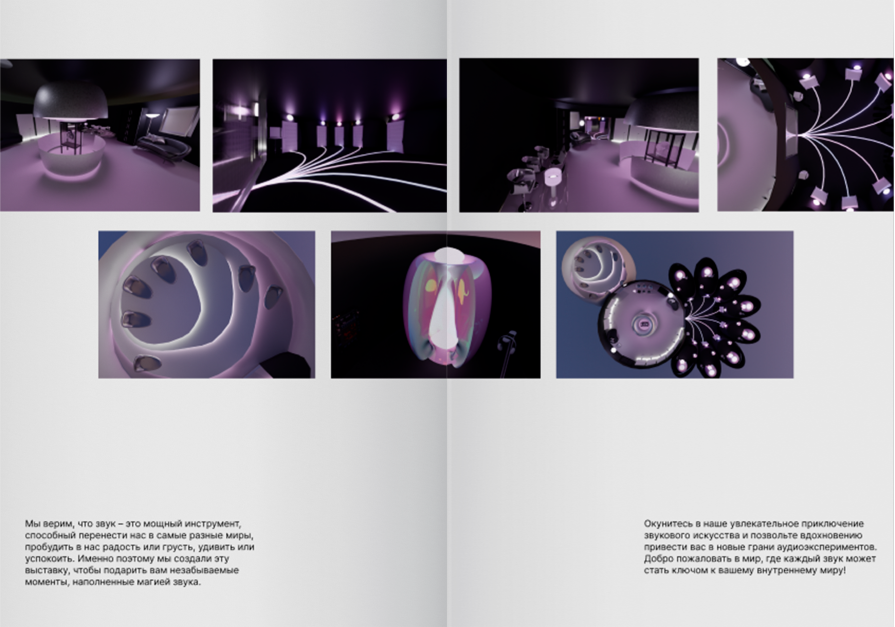 Мы верим, что звук – это мощный инструмент,
способный перенести нас в самые разные миры,
пробудить в нас радость или грусть, удивить или
успокоить. Именно поэтому мы создали эту
выставку, чтобы подарить вам незабываемые
моменты, наполненные магией звука.
Окунитесь в наше увлекательное приключение
звукового искусства и позвольте вдохновению
привести вас в новые грани аудиоэкспериментов.
Добро пожаловать в мир, где каждый звук может
стать ключом к вашему внутреннему миру!